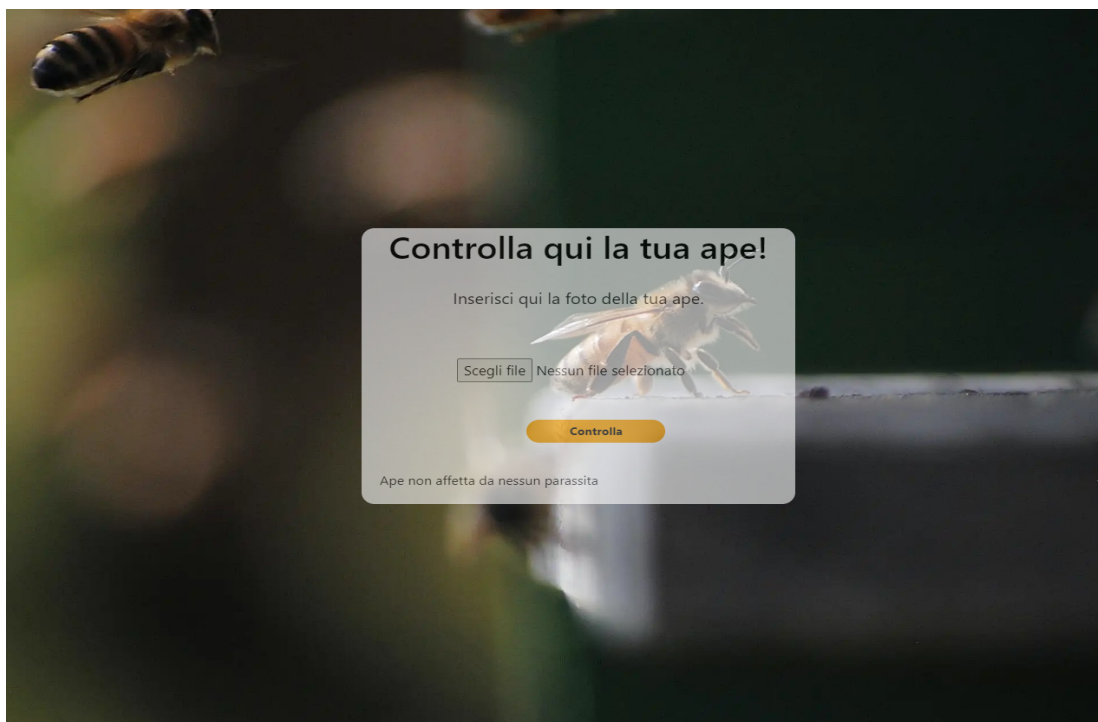 Controlla qui la tua ape!
Inserisci qui la foto della tua ape.
Scegli file Nessun file selezionato
Controlla
Ape non affetta da nessun parassita